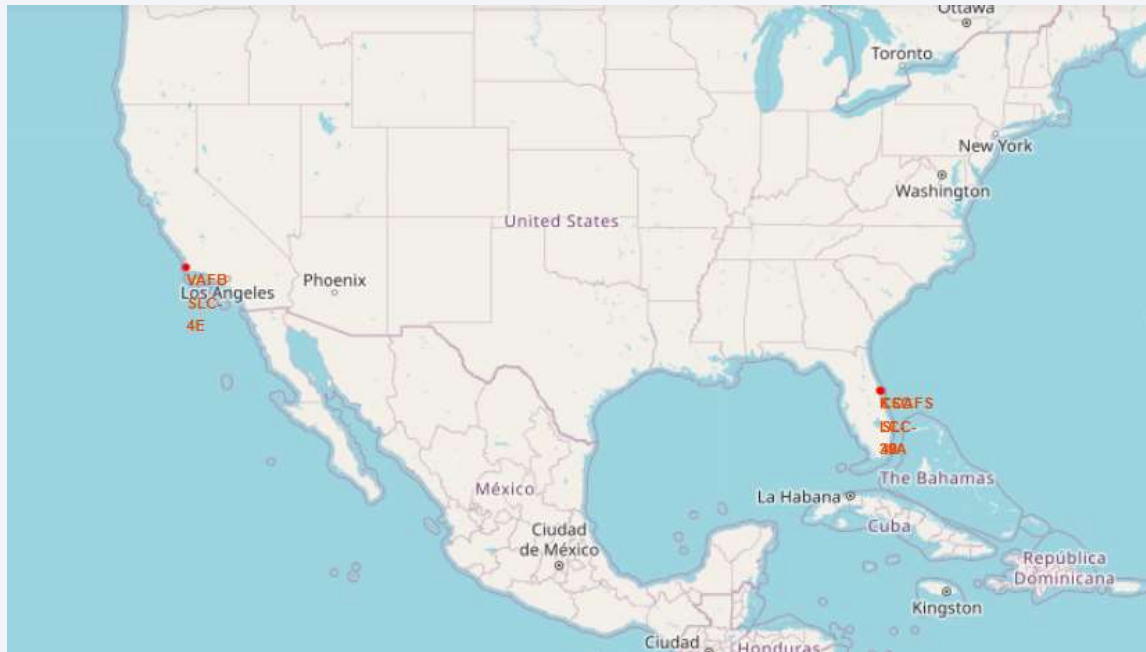 Ottawa
Toronto
New York
Washington
United States
Phoenix
VAFB
Los Angeles
SLC-
4E
The Bahamas
La Habana
México
Cuba
Ciudad
de México
República
Dominicana
Kingston
Ciudad
Honduras